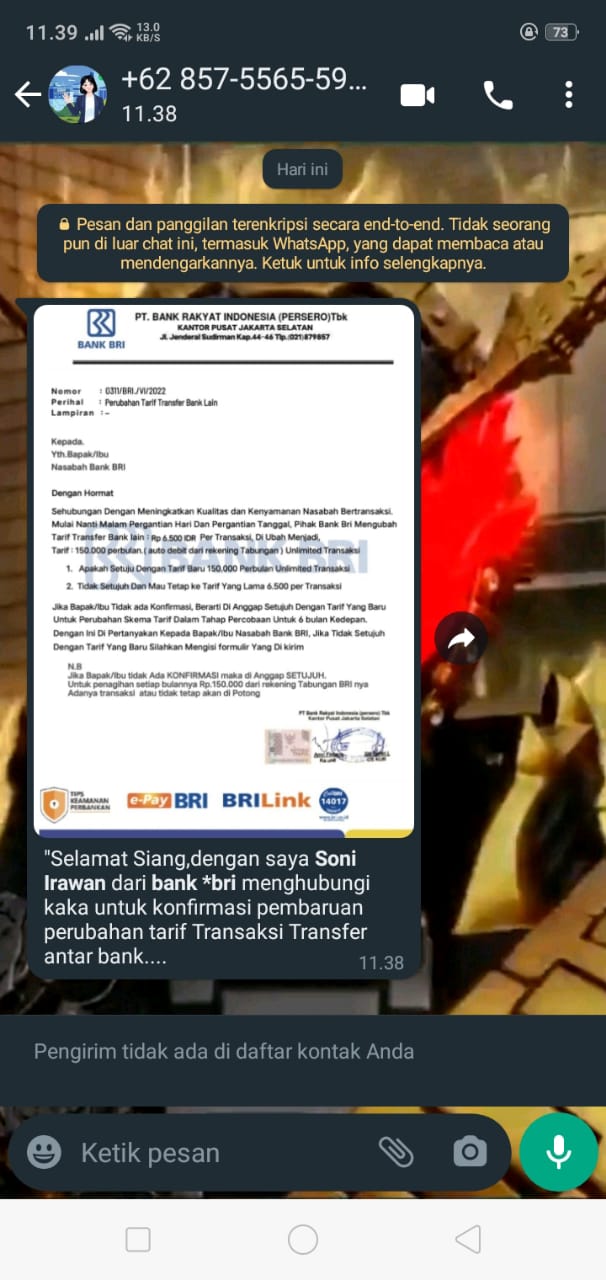 11.39
13.0
KB/S
73
+62 857-5565-59...
11.38
Hari ini
Pesan dan panggilan terenkripsi secara end-to-end. Tidak seorang
pun di luar chat ini, termasuk WhatsApp, yang dapat membaca atau
mendengarkannya. Ketuk untuk info selengkapnya.
BANK BRI
PT. BANK RAKYAT INDONESIA (PERSERO)Tbk
KANTOR PUSAT JAKARTA SELATAN
Jl. Jenderal Sudirman Kap.44-46 Tlp.(021)879857
Nomor : 0311/BRI./VI/2022
Perihal : Perubahan Tarif Transfer Bank Lain
Lampiran : -
Kepada.
Yth.Bapak/Ibu
Nasabah Bank BRI
Dengan Hormat
Sehubungan Dengan Meningkatkan Kualitas dan Kenyamanan Nasabah Bertransaksi.
Mulai Nanti Malam Pergantian Hari Dan Pergantian Tanggal, Pihak Bank Bri Mengubah
Tarif Transfer Bank lain : Rp 6.500 IDR Per Transaksi, Di Ubah Menjadi,
Tarif : 150.000 perbulan.( auto debit dari rekening Tabungan ) Unlimited Transaksi
BANK BRI
1. Apakah Setuju Dengan Tarif Baru 150.000 Perbulan Unlimited Transaksi
2. Tidak Setujuh Dan Mau Tetap ke Tarif Yang Lama 6.500 per Transaksi
Jika Bapak/Ibu Tidak ada Konfirmasi, Berarti Di Anggap Setujuh Dengan Tarif Yang Baru
Untuk Perubahan Skema Tarif Dalam Tahap Percobaan Untuk 6 bulan Kedepan.
Dengan Ini Di Pertanyakan Kepada Bapak/Ibu Nasabah Bank BRI, Jika Tidak Setujuh
Dengan Tarif Yang Baru Silahkan Mengisi formulir Yang Di kirim
N.B
Jika Bapak/Ibu tidak Ada KONFIRMASI maka di Anggap SETUJUH.
Untuk penagihan setiap bulannya Rp.150.000 dari rekening Tabungan BRI nya
Adanya transaksi atau tidak tetap akan di Potong
PT Bank Rakyat Indonesia (persero) Tbk
Kantor Pusat Jakarta Selatan
TIPS
KEAMANAN
PERBANKAN
e-Pay BRI
BRILink
14017
www.bri.co.id
"Selamat Siang,dengan saya Soni
Irawan dari bank *bri menghubungi
kaka untuk konfirmasi pembaruan
perubahan tarif Transaksi Transfer
antar bank....
11.38
Pengirim tidak ada di daftar kontak Anda
Ketik pesan